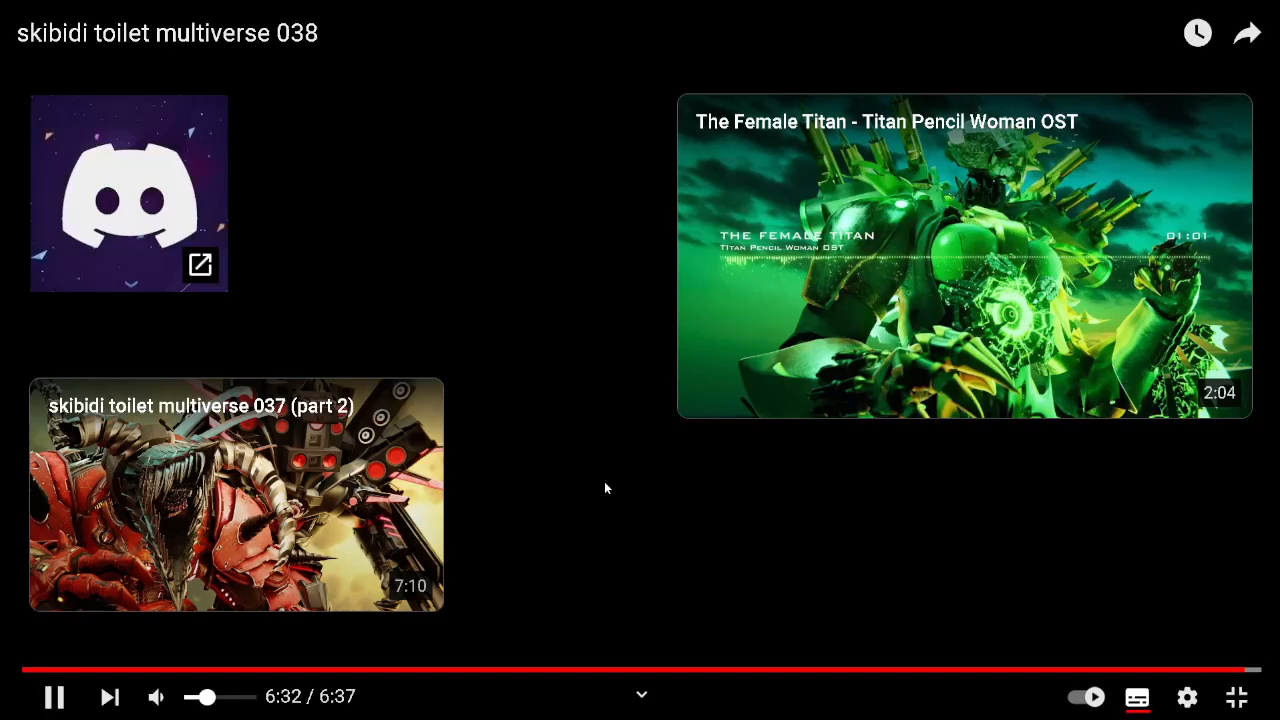 skibidi toilet multiverse 038
The Female Titan - Titan Pencil Woman OST
THE FEMALE TITAN
01:01
TITAN PENCIL WOMAN OST
2:04
skibidi toilet multiverse 037 (part 2)
7:10
6:32 / 6:37